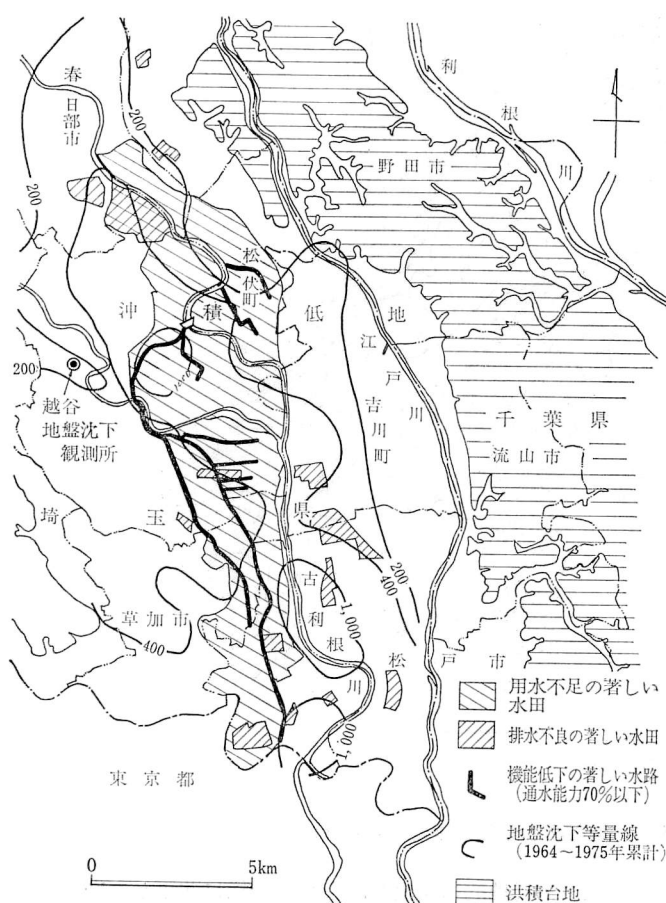 利根川
春日部市
200
200
野田市
松伏町
沖積低地
江戸川
吉川町
千葉県
流山市
200
越谷
地盤沈下
観測所
埼玉県
古利根川
200
400
1,000
草加市
400
松戸市
1,000
東京都
用水不足の著しい
水田
排水不良の著しい水田
機能低下の著しい水路
(通水能力70%以下)
地盤沈下等量線
(1964～1975年累計)
洪積台地
0
5km